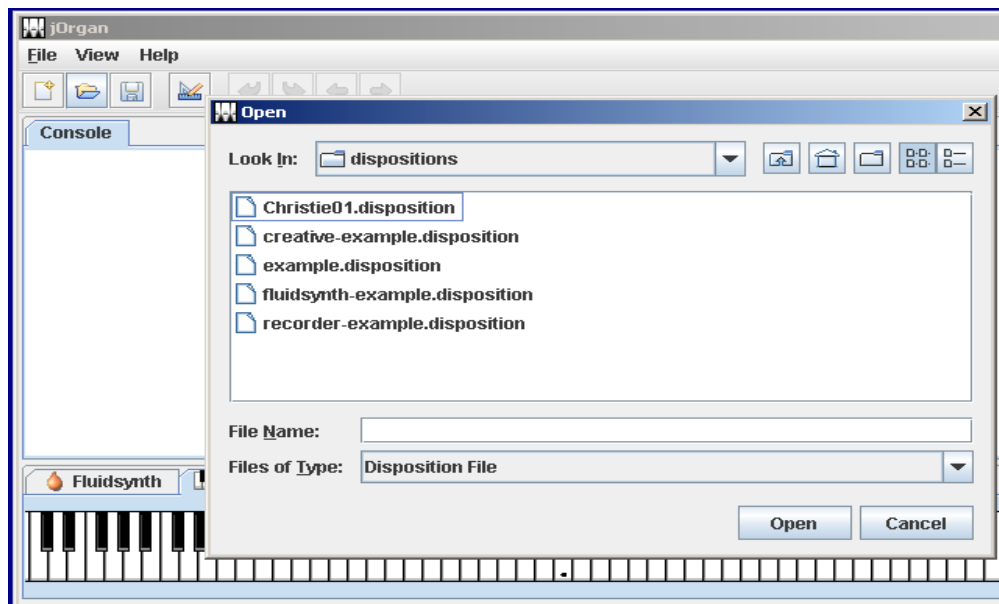 jOrgan
File View Help
Console
Open
Look In: dispositions
Christie01.disposition
creative-example.disposition
example.disposition
fluidsynth-example.disposition
recorder-example.disposition
File Name:
Files of Type: Disposition File
Open Cancel
Fluidsynth